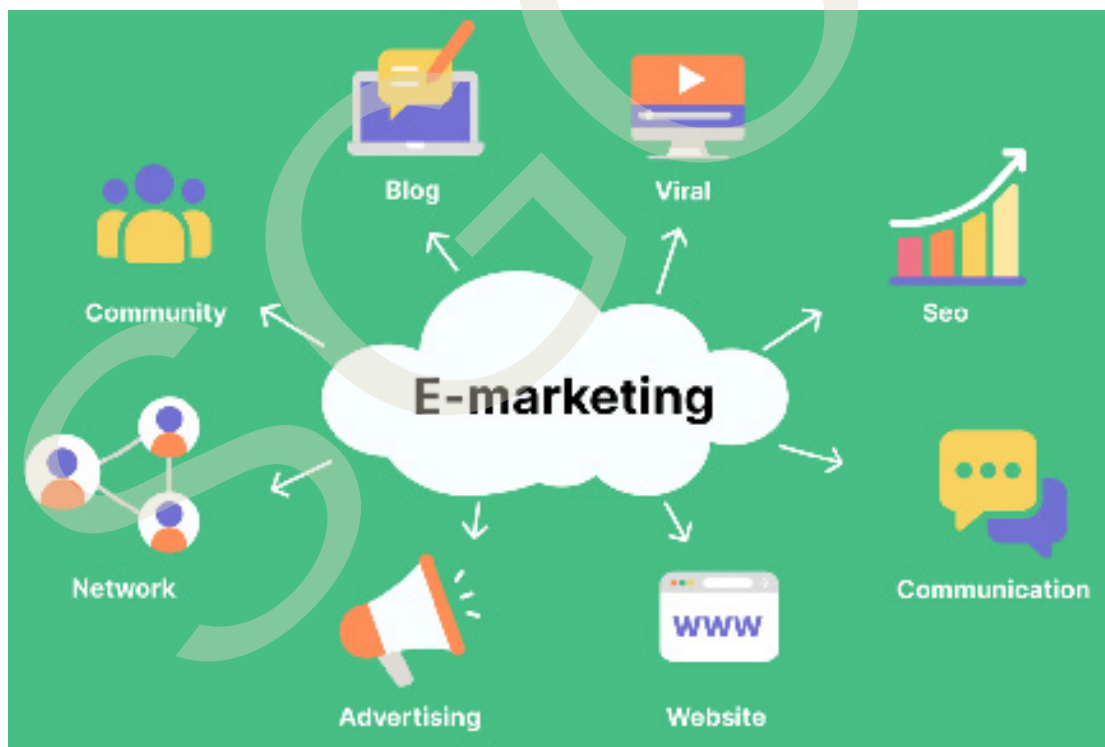 Blog
Viral
Community
Seo
E-marketing
Network
Communication
Advertising
www
Website